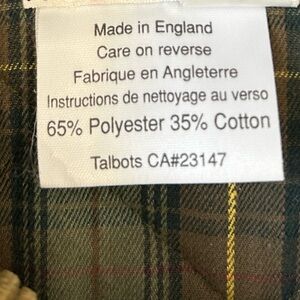 Made in England
Care on reverse
Fabrique en Angleterre
Instructions de nettoyage au verso
65% Polyester 35% Cotton
Talbots CA#23147